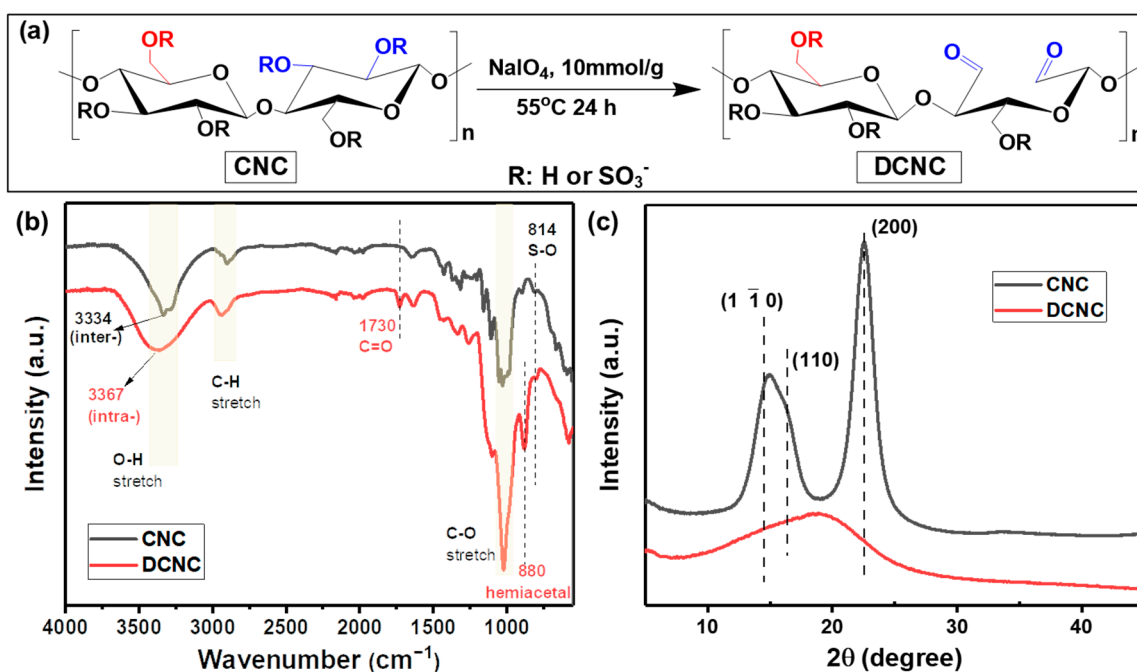 (a)
OR
OR
RO
O
O
O
O
O
RO
OR
OR
n
CNC
NaIO₄, 10mmol/g
55°C 24 h
R: H or SO₃⁻
OR
O
O
O
O
O
O
O
RO
OR
OR
n
DCNC
(b)
4000 3500 3000 2500 2000 1500 1000
814
S-O
3334
(inter-)
3367
(intra-)
1730
C=O
C-H
stretch
O-H
stretch
C-O
stretch
880
hemiacetal
CNC
DCNC
Intensity (a.u.)
Wavenumber (cm⁻¹)
(c)
(200)
(1 1̅ 0)
(110)
CNC
DCNC
Intensity (a.u.)
10 20 30 40
2θ (degree)